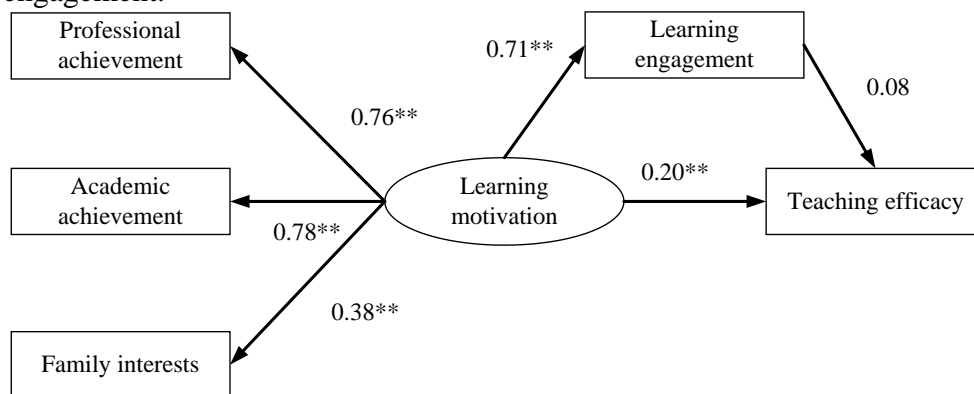 engagement.
Professional
achievement
Learning
engagement
0.71**
0.08
0.76**
Academic
achievement
Learning
motivation
0.20**
Teaching efficacy
0.78**
0.38**
Family interests